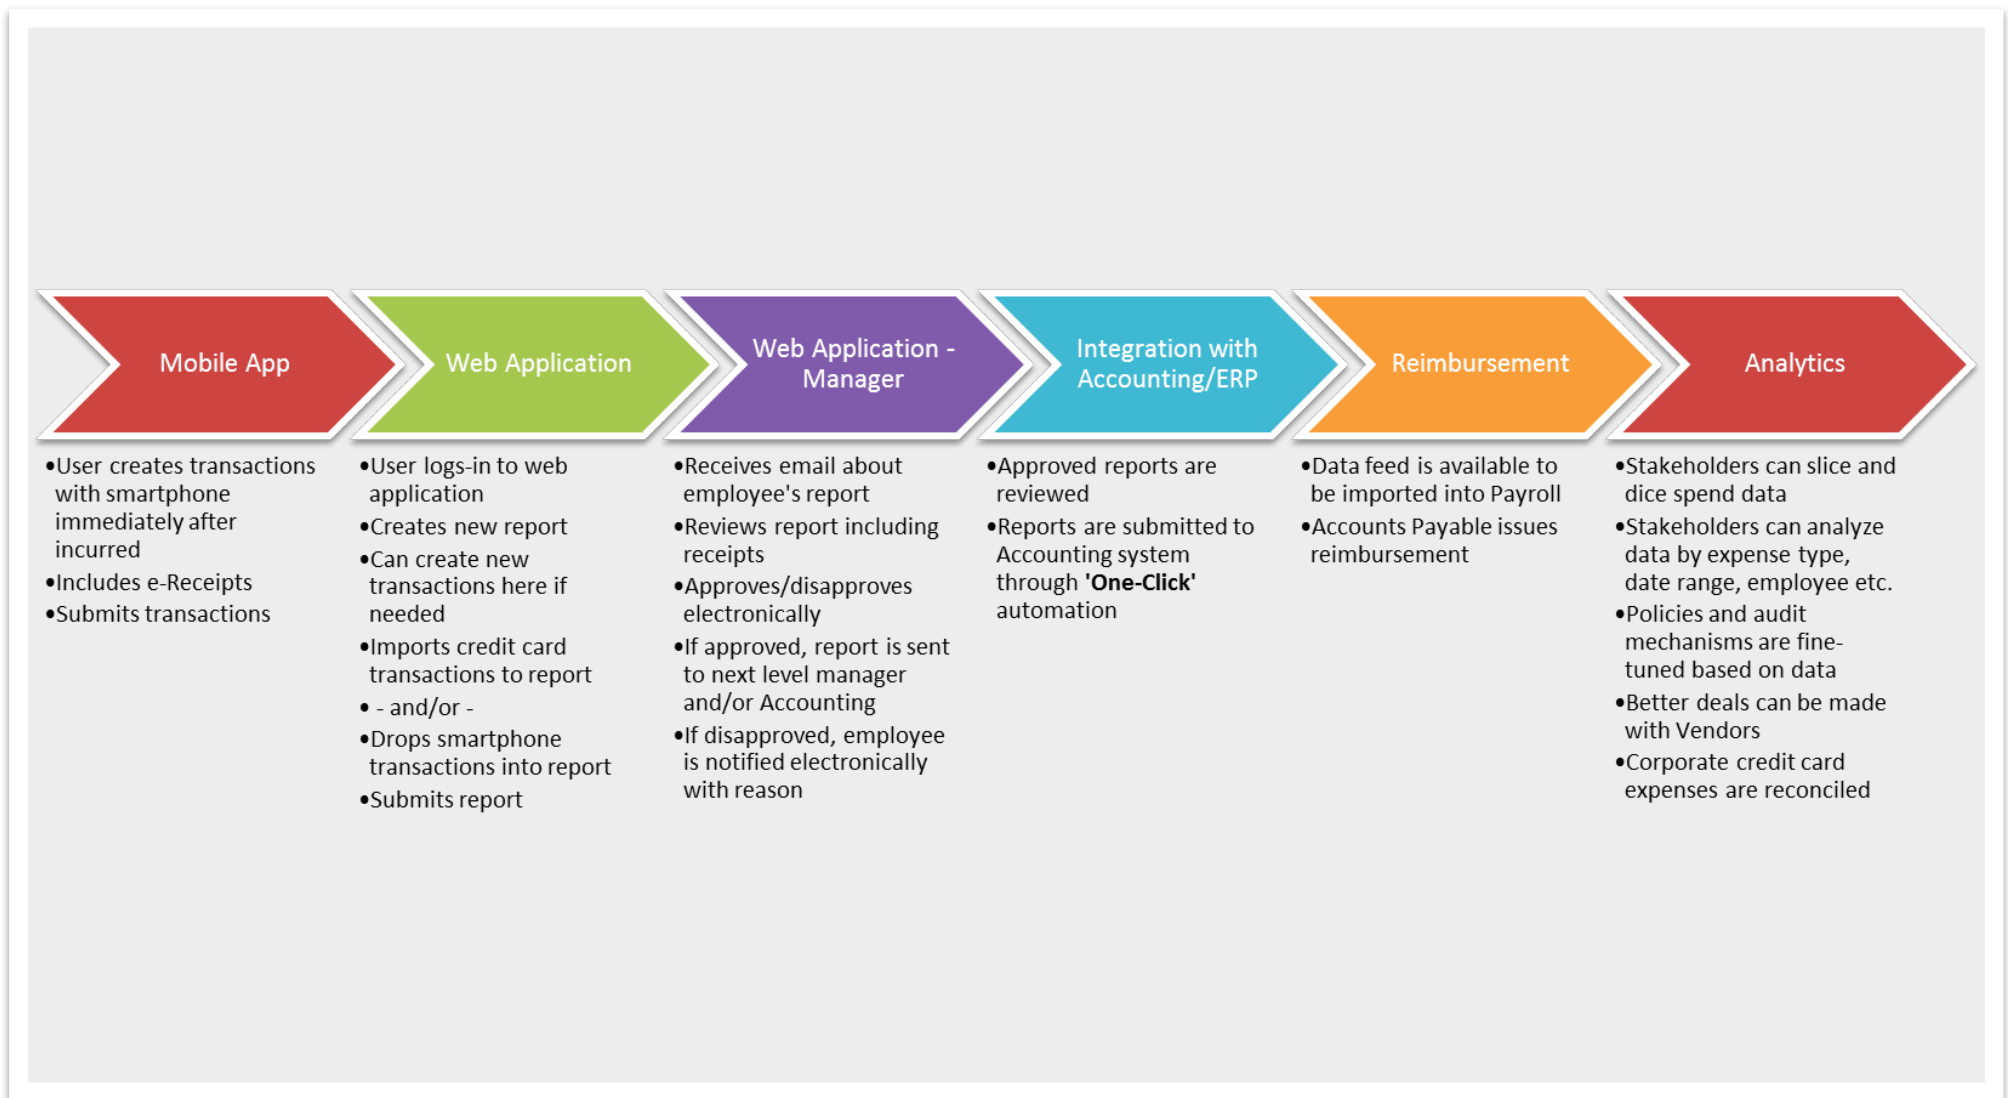 Mobile App
Web Application
Web Application -
Manager
Integration with
Accounting/ERP
Reimbursement
Analytics
•User creates transactions
with smartphone
immediately after
incurred
•Includes e-Receipts
•Submits transactions
•User logs-in to web
application
•Creates new report
•Can create new
transactions here if
needed
•Imports credit card
transactions to report
• - and/or -
•Drops smartphone
transactions into report
•Submits report
•Receives email about
employee's report
•Reviews report including
receipts
•Approves/disapproves
electronically
•If approved, report is sent
to next level manager
and/or Accounting
•If disapproved, employee
is notified electronically
with reason
•Approved reports are
reviewed
•Reports are submitted to
Accounting system
through 'One-Click'
automation
•Data feed is available to
be imported into Payroll
•Accounts Payable issues
reimbursement
•Stakeholders can slice and
dice spend data
•Stakeholders can analyze
data by expense type,
date range, employee etc.
•Policies and audit
mechanisms are fine-
tuned based on data
•Better deals can be made
with Vendors
•Corporate credit card
expenses are reconciled